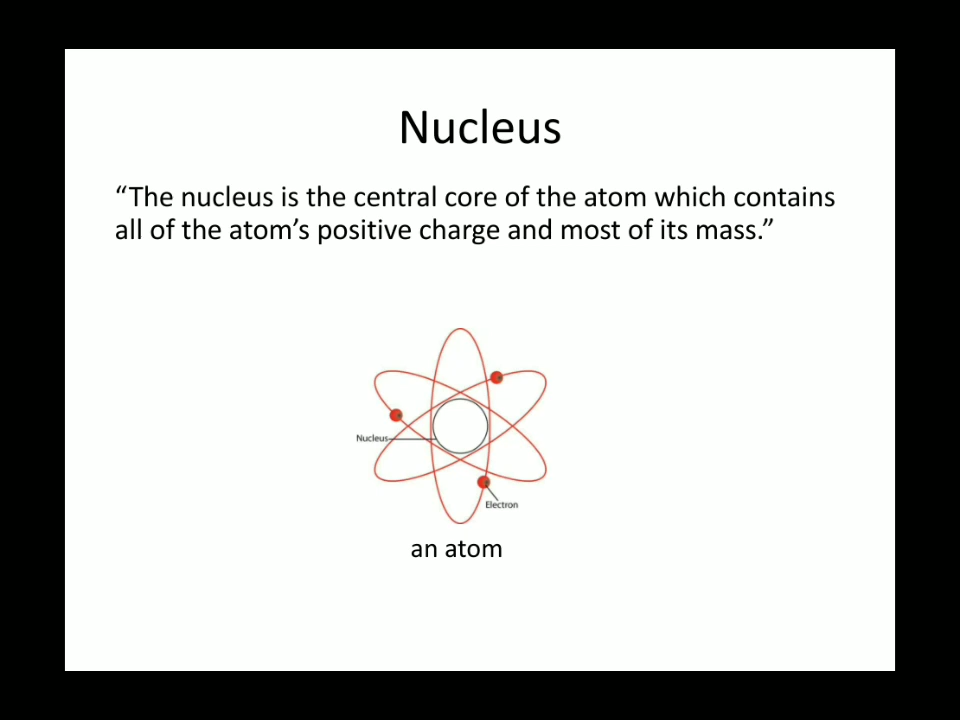 Nucleus
“The nucleus is the central core of the atom which contains
all of the atom’s positive charge and most of its mass.”
Nucleus
Electron
an atom